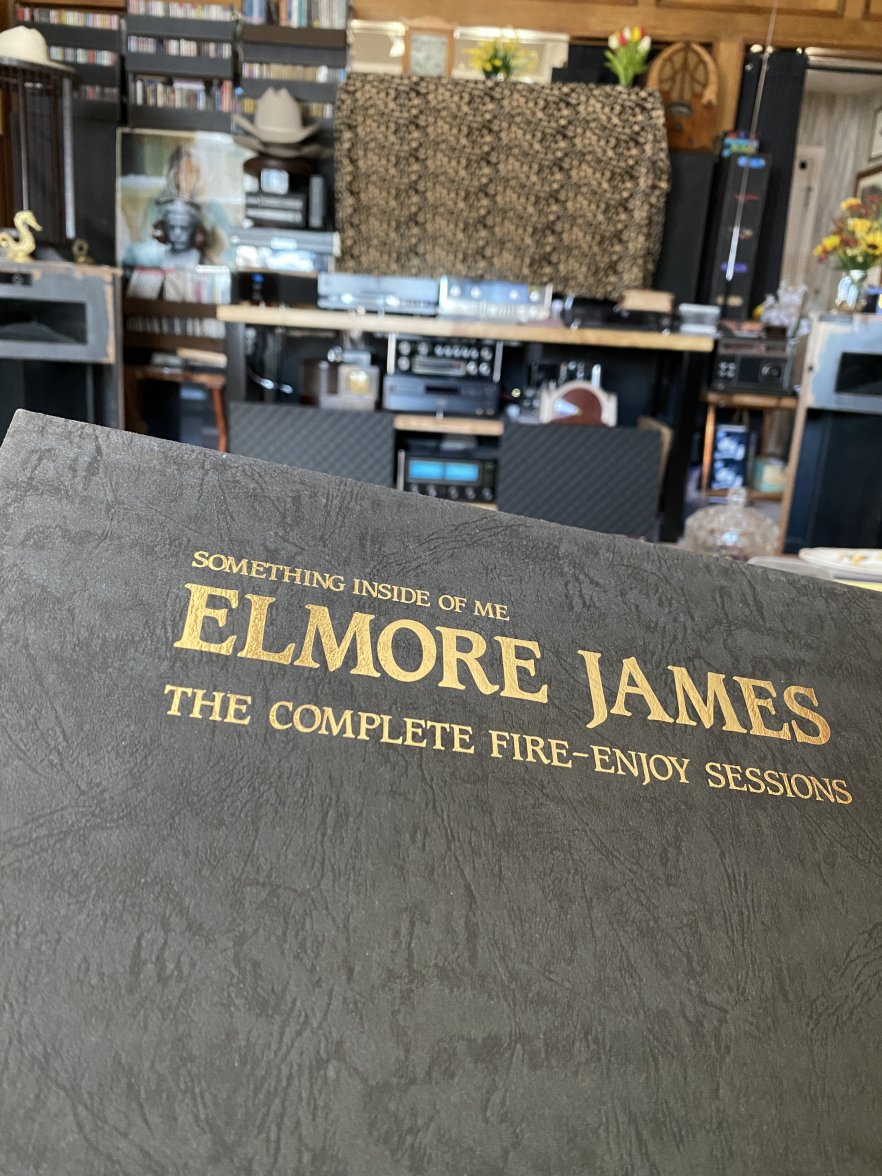 SOMETHING INSIDE OF ME
ELMORE JAMES
THE COMPLETE FIRE-ENJOY SESSIONS